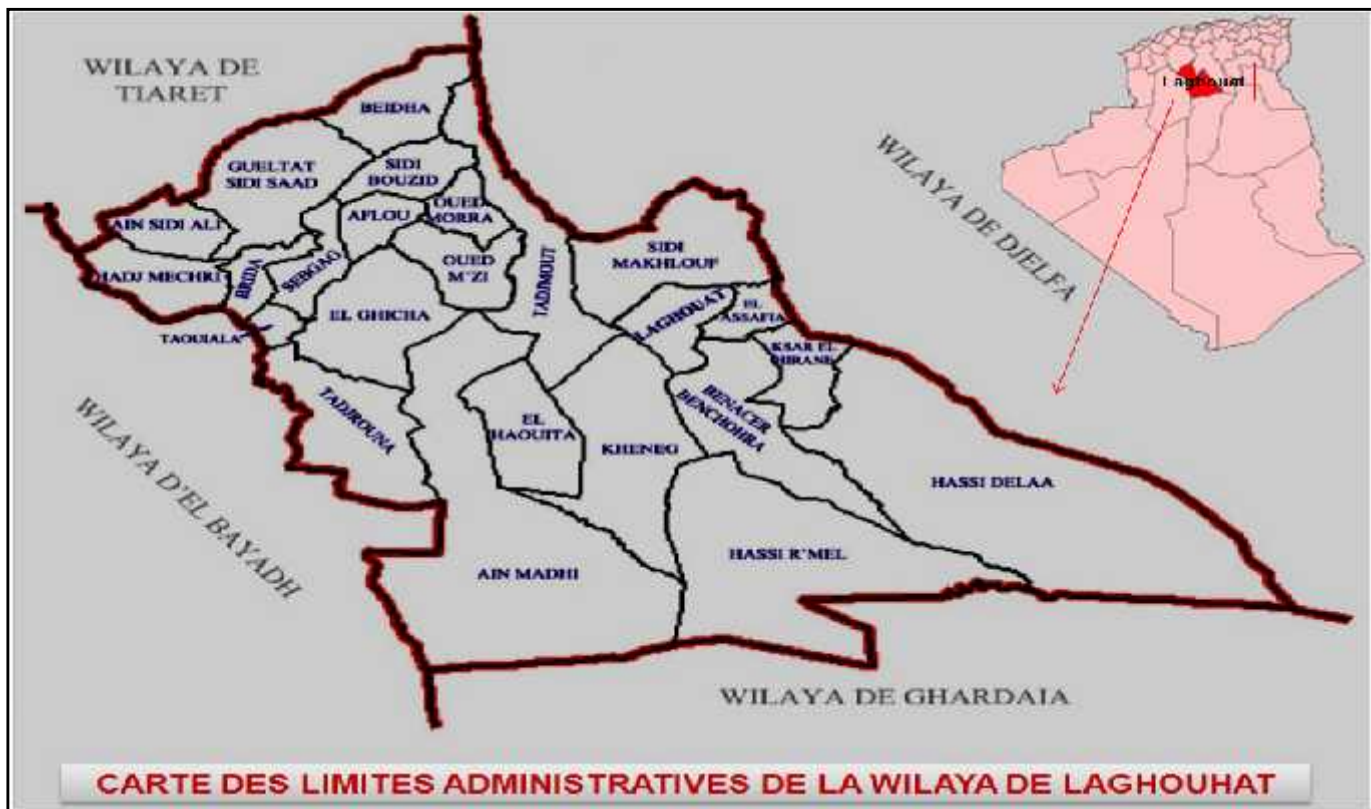 WILAYA DE
TIARET
BEIDHA
GUELTAT
SIDI SAAD
SIDI
BOUZID
AIN SIDI ALI
AFLOU
OUED
MORRA
HADJ MECHRI
BRIDA
SEBGAG
OUED
M'ZI
TADJMOUT
SIDI
MAKHLOUF
TAOUIALA
EL GHICHA
LAGHOUAT
EL
ASSAFIA
KSAR EL
HIRANE
TADJROUNA
EL
HAOUITA
KHENEG
BENACER
BENCHOHRA
HASSI DELAA
AIN MADHI
HASSI R'MEL
WILAYA DE DJELFA
Laghouat
WILAYA D'EL BAYADH
WILAYA DE GHARDAIA
CARTE DES LIMITES ADMINISTRATIVES DE LA WILAYA DE LAGHOUHAT